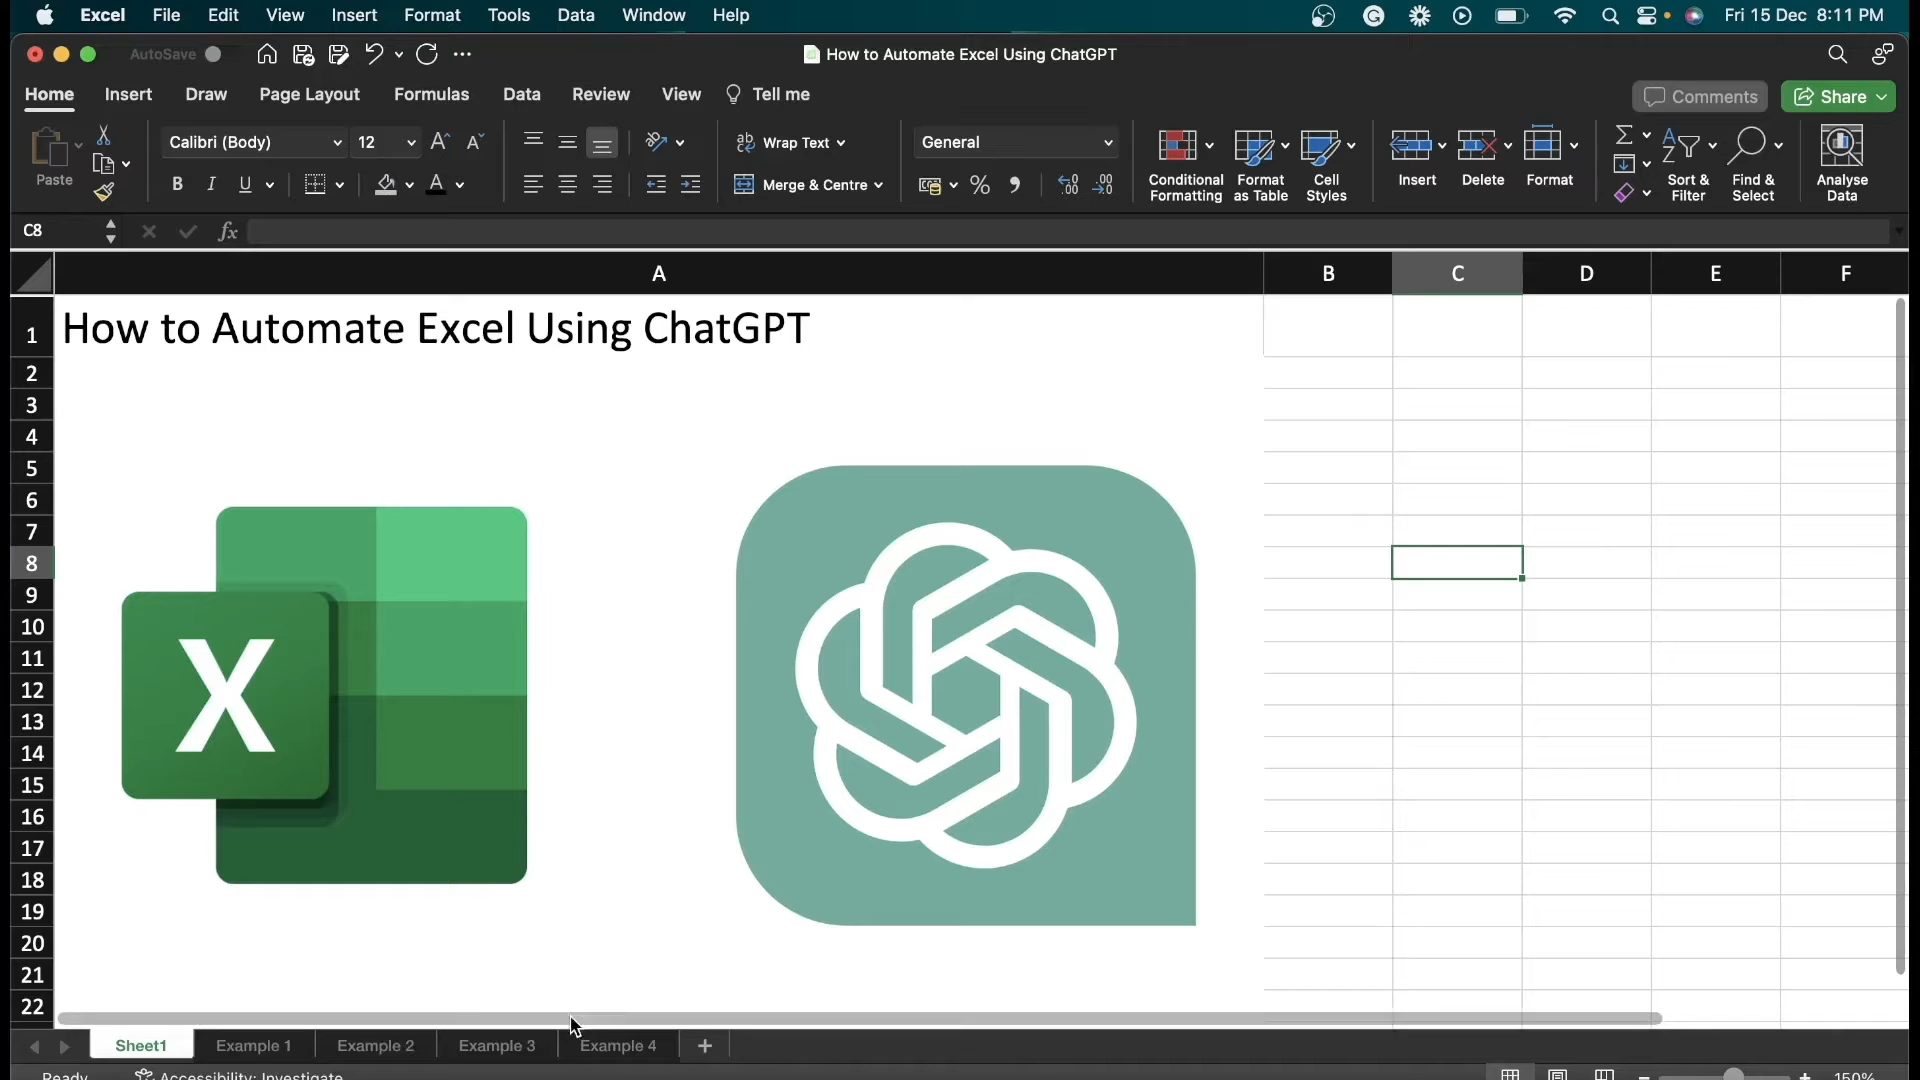 Excel File Edit View Insert Format Tools Data Window Help Fri 15 Dec 8:11 PM
AutoSave How to Automate Excel Using ChatGPT
Home Insert Draw Page Layout Formulas Data Review View Tell me Comments Share
Paste Calibri (Body) 12 Wrap Text General
B I U Merge & Centre % Conditional Formatting Format as Table Cell Styles Insert Delete Format Sort & Filter Find & Select Analyse Data
C8 fx
A B C D E F
1 How to Automate Excel Using ChatGPT
2
3
4
5
6
7
8
9
10
11
12
13
14
15
16
17
18
19
20
21
22
X
Sheet1 Example 1 Example 2 Example 3 Example 4 +
Ready Accessibility: Investigate 150%